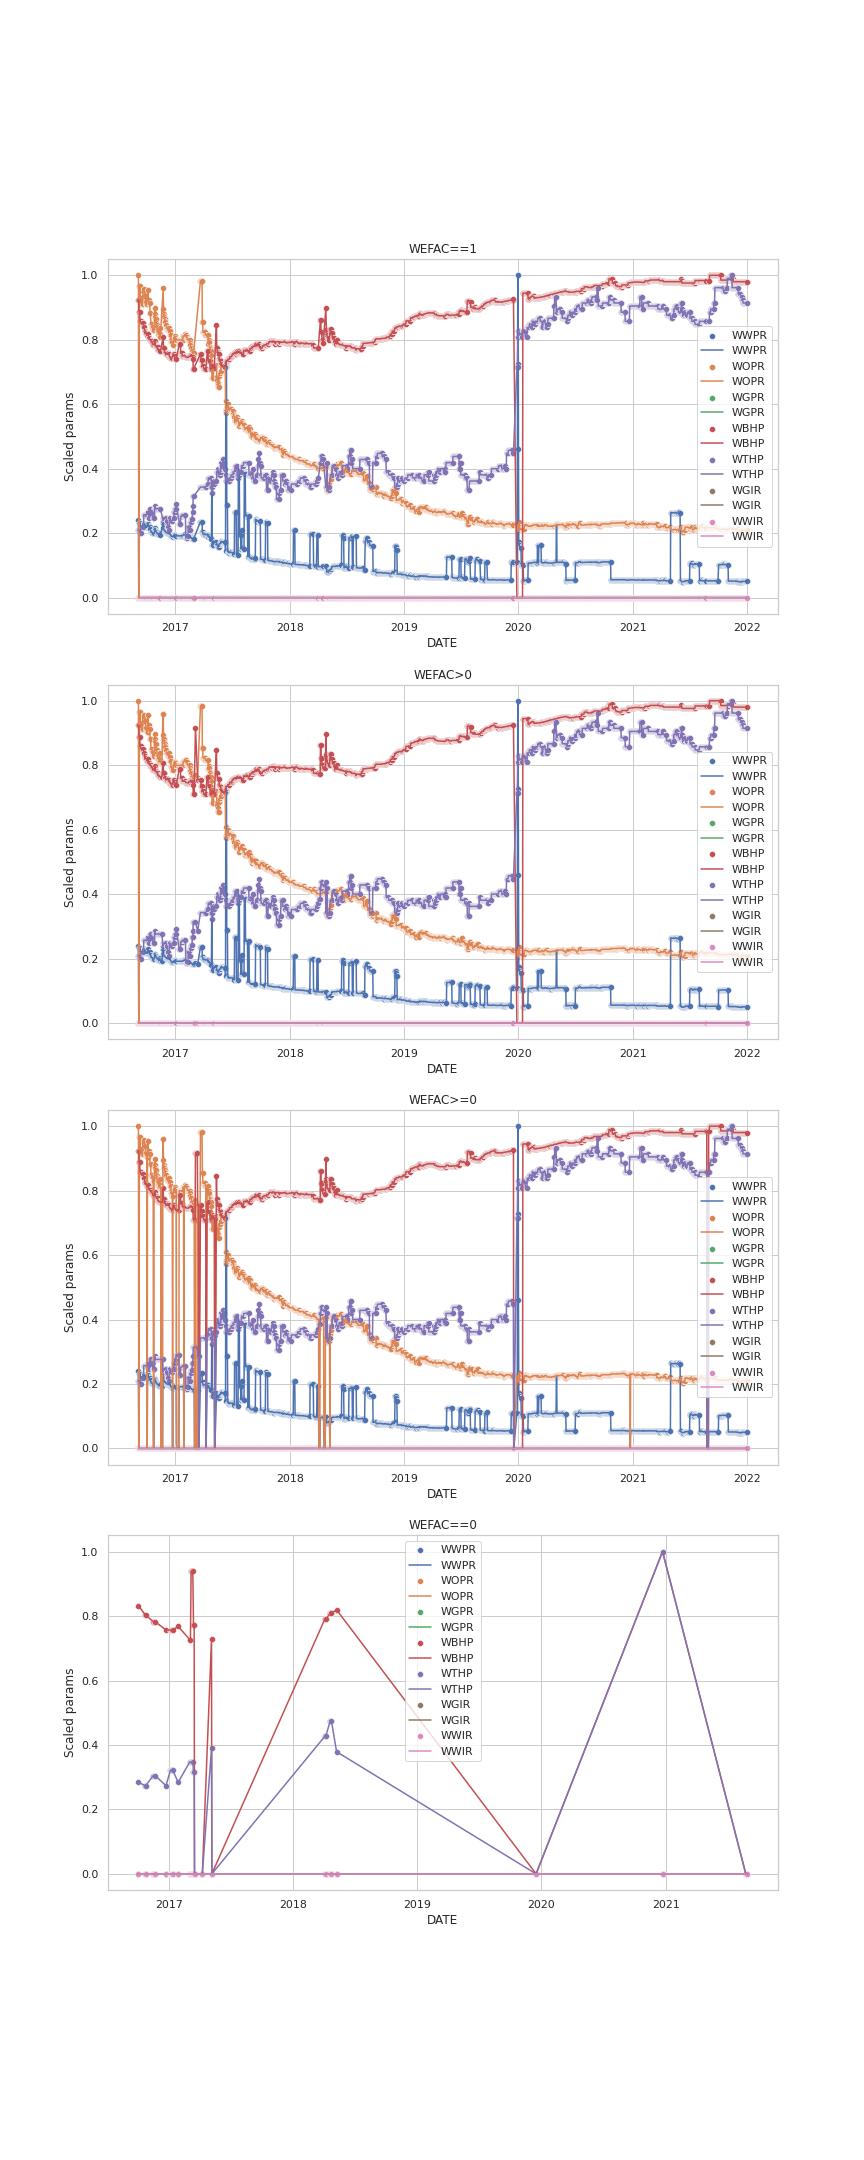 WEFAC==1
1.0
0.8
0.6
0.4
0.2
0.0
Scaled params
WWPR
WWPR
WOPR
WOPR
WGPR
WGPR
WBHP
WBHP
WTHP
WTHP
WGIR
WGIR
WWIR
WWIR
2017 2018 2019 2020 2021 2022
DATE
WEFAC>0
1.0
0.8
0.6
0.4
0.2
0.0
Scaled params
WWPR
WWPR
WOPR
WOPR
WGPR
WGPR
WBHP
WBHP
WTHP
WTHP
WGIR
WGIR
WWIR
WWIR
2017 2018 2019 2020 2021 2022
DATE
WEFAC>=0
1.0
0.8
0.6
0.4
0.2
0.0
Scaled params
WWPR
WWPR
WOPR
WOPR
WGPR
WGPR
WBHP
WBHP
WTHP
WTHP
WGIR
WGIR
WWIR
WWIR
2017 2018 2019 2020 2021 2022
DATE
WEFAC==0
1.0
0.8
0.6
0.4
0.2
0.0
Scaled params
WWPR
WWPR
WOPR
WOPR
WGPR
WGPR
WBHP
WBHP
WTHP
WTHP
WGIR
WGIR
WWIR
WWIR
2017 2018 2019 2020 2021
DATE